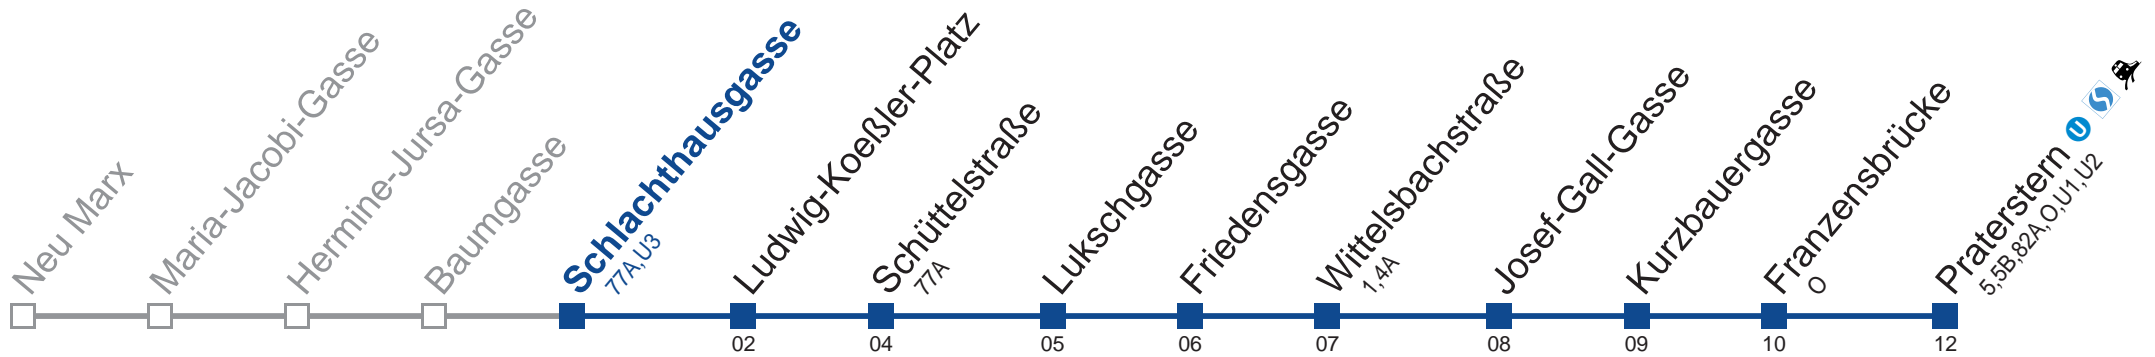 Neu Marx
Maria-Jacobi-Gasse
Hermine-Jursa-Gasse
Baumgasse
Schlachthausgasse
77A,U3
Ludwig-Koeßler-Platz
Schüttelstraße
77A
Lukschgasse
Friedensgasse
Wittelsbachstraße
1,4A
Josef-Gall-Gasse
Kurzbauergasse
Franzensbrücke
O
Praterstern U
5,5B,82A,O,U1,U2
02 04 05 06 07 08 09 10 12